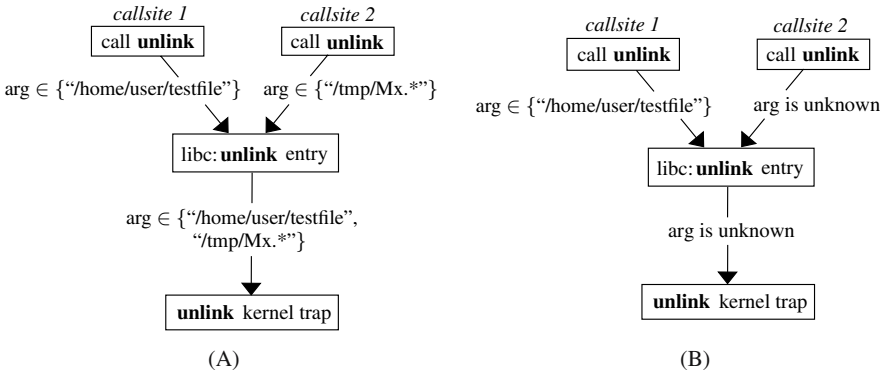 callsite 1
callsite 2
call unlink
call unlink
arg ∈ {“/home/user/testfile”}
arg ∈ {“/tmp/Mx.*”}
libc: unlink entry
arg ∈ {“/home/user/testfile”,
“/tmp/Mx.*”}
unlink kernel trap
(A)
callsite 1
callsite 2
call unlink
call unlink
arg ∈ {“/home/user/testfile”}
arg is unknown
libc: unlink entry
arg is unknown
unlink kernel trap
(B)